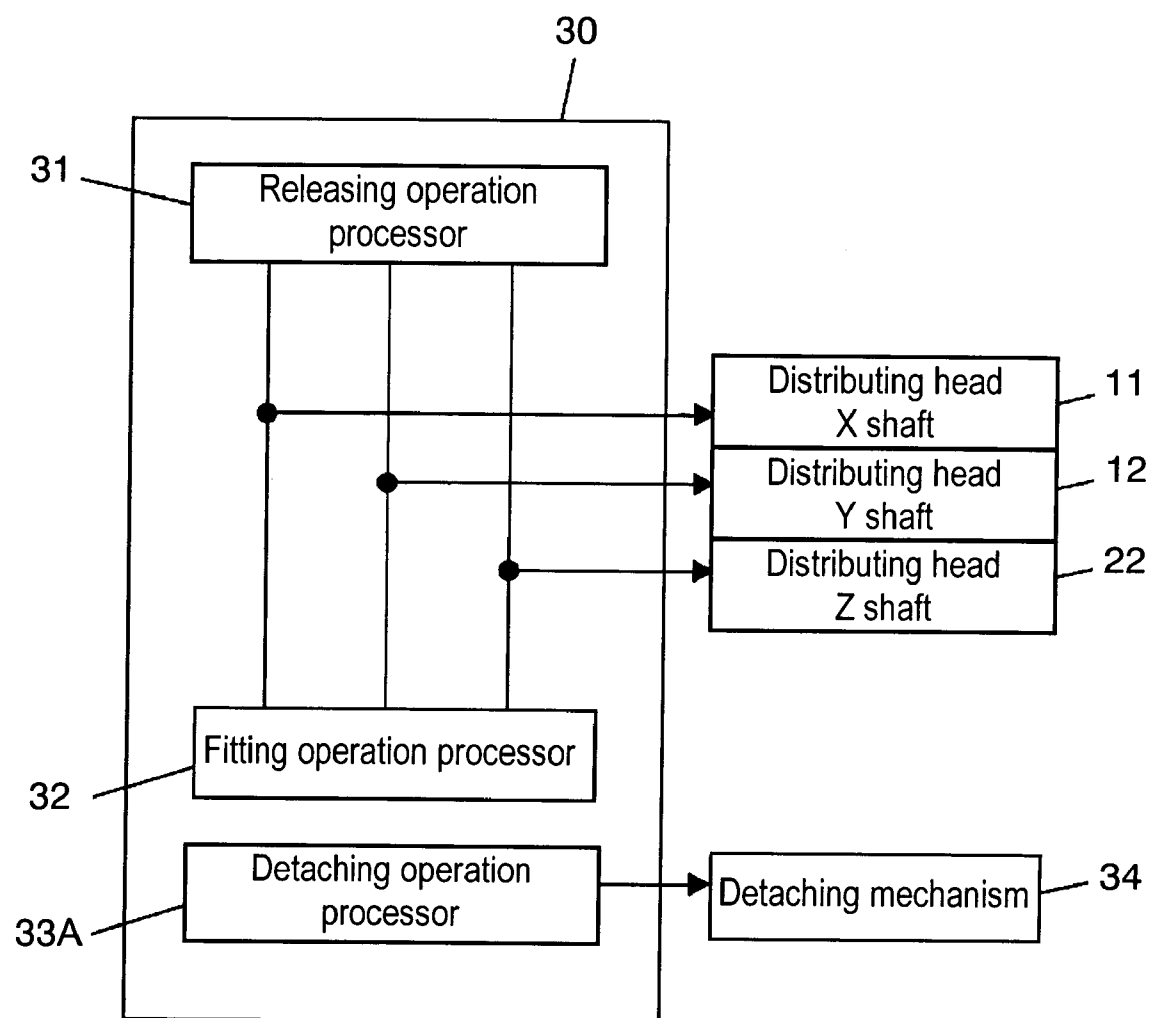 30
31
Releasing operation
processor
Distributing head
X shaft
11
Distributing head
Y shaft
12
Distributing head
Z shaft
22
Fitting operation processor
32
Detaching operation
processor
33A
Detaching mechanism
34